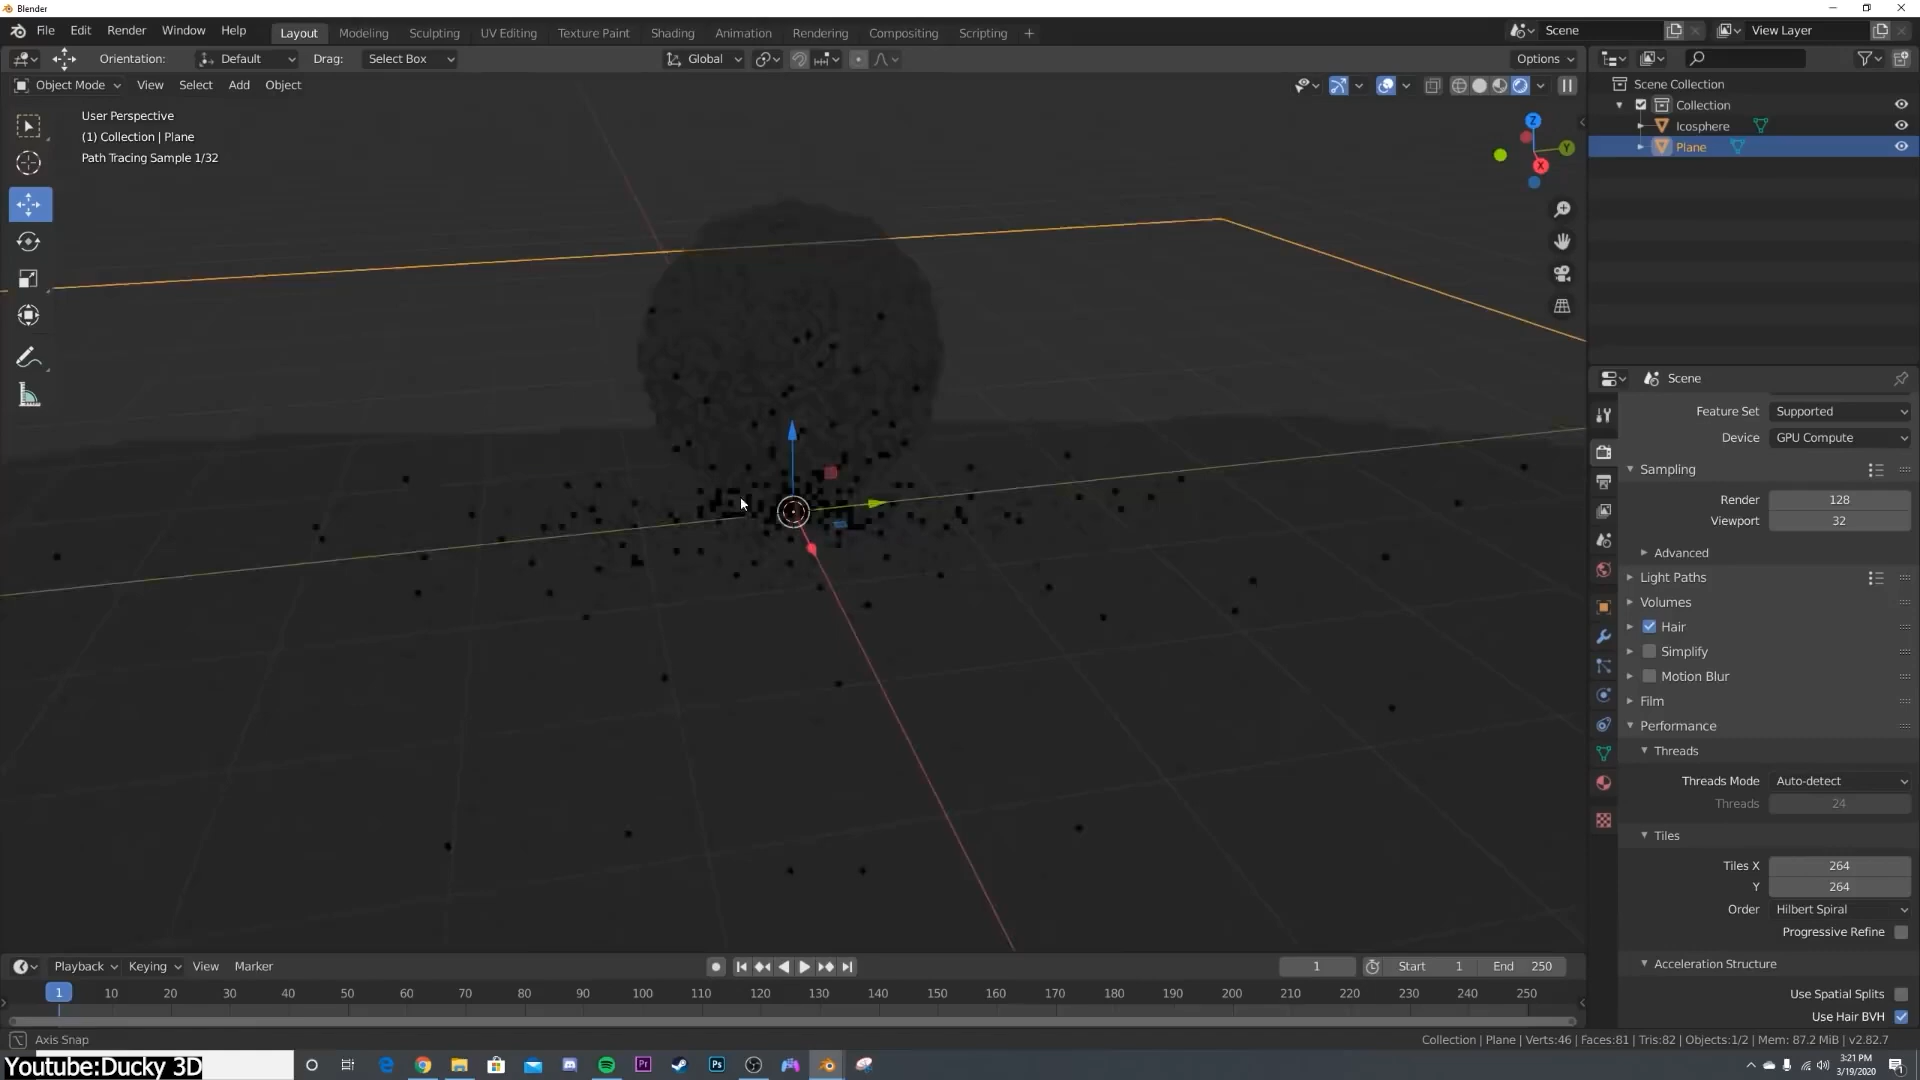 Blender
File Edit Render Window Help Layout Modeling Sculpting UV Editing Texture Paint Shading Animation Rendering Compositing Scripting + Scene View Layer
Orientation: Default Drag: Select Box Global Options
Object Mode View Select Add Object
User Perspective
(1) Collection | Plane
Path Tracing Sample 1/32
Z
Y
X
Scene Collection
Collection
Icosphere
Plane
Scene
Feature Set Supported
Device GPU Compute
Sampling
Render 128
Viewport 32
Advanced
Light Paths
Volumes
Hair
Simplify
Motion Blur
Film
Performance
Threads
Threads Mode Auto-detect
Threads 24
Tiles
Tiles X 264
Y 264
Order Hilbert Spiral
Progressive Refine
Acceleration Structure
Use Spatial Splits
Use Hair BVH
Playback Keying View Marker 1 Start 1 End 250
1 10 20 30 40 50 60 70 80 90 100 110 120 130 140 150 160 170 180 190 200 210 220 230 240 250
Axis Snap
Collection | Plane | Verts:46 | Faces:81 | Tris:82 | Objects:1/2 | Mem: 87.2 MiB | v2.82.7
Youtube:Ducky 3D
Pr
Ps
3:21 PM
3/19/2020